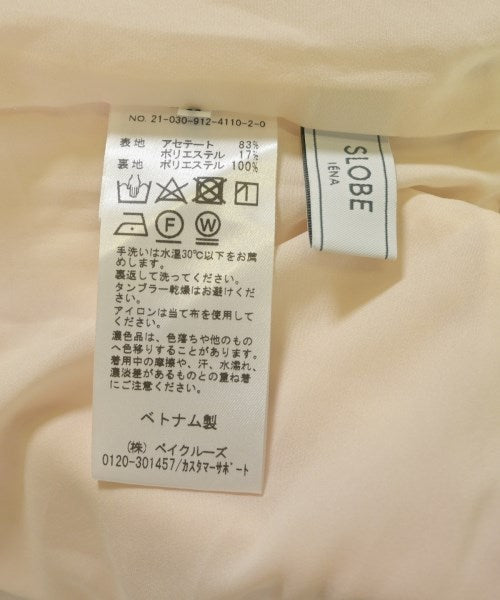 NO. 21-030-912-4110-2-0
表地 アセテート 83%
ポリエステル 17%
裏地 ポリエステル 100%
F W
手洗いは水温30℃以下をお薦
めします。
裏返して洗ってください。
タンブラー乾燥はお避けくださ
い。
アイロンは当て布を使用して
ください。
濃色品は、色落ちや他のもの
へ色移りすることがあります。
着用中の摩擦や、汗、水濡れ、
濃淡差があるものとの重ね着
にご注意ください。
ベトナム製
(株) ベイクルーズ
0120-301457/カスタマーサポート
SLOBE
IÉNA